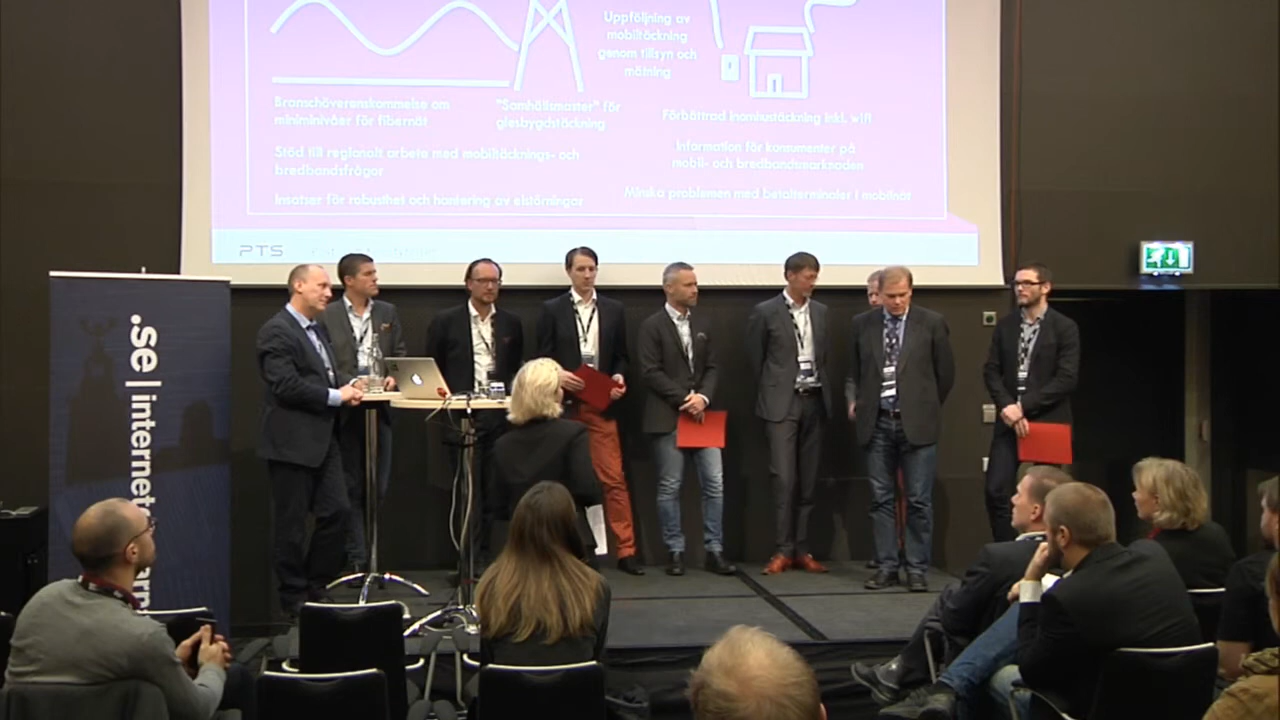 Uppföljning av
mobiltäckning
genom tillsyn och
mätning
Branschöverenskommelse om
miniminivåer för fibernät
"Samhällsmaster" för
glesbygdstäckning
Förbättrad inomhustäckning inkl. wifi
Stöd till regionalt arbete med mobiltäcknings- och
bredbandsfrågor
Information för konsumenter på
mobil- och bredbandsmarknaden
Insatser för robusthet och hantering av elstörningar
Minska problemen med betalterminaler i mobilnät
PTS
.se | internet